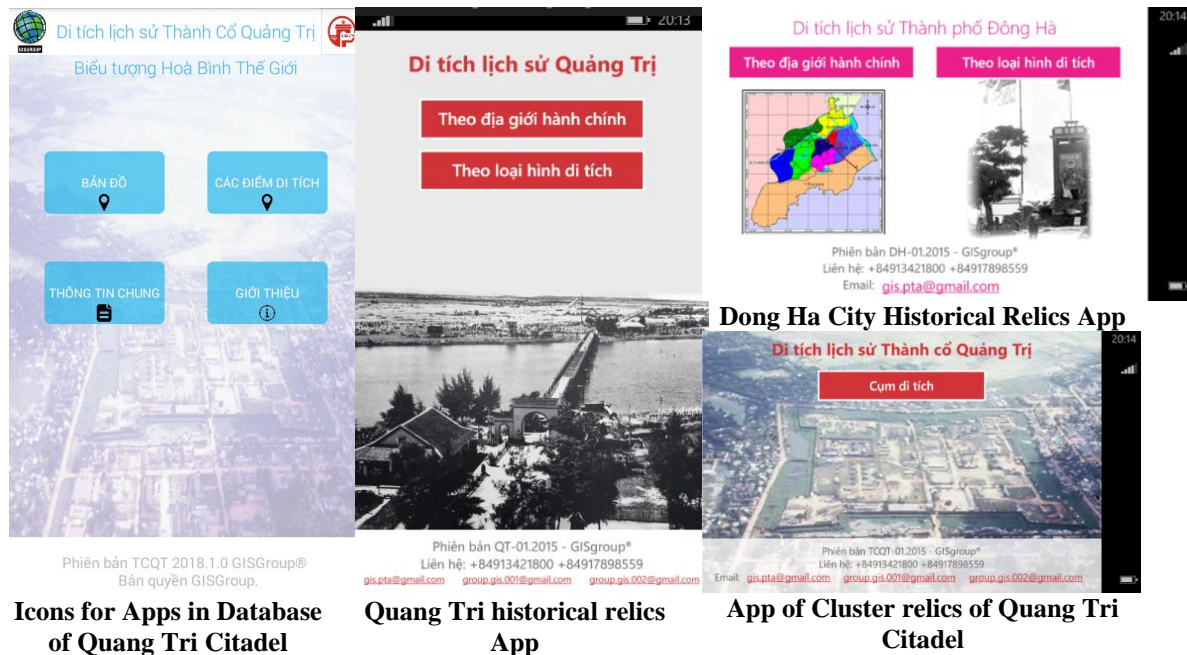 Di tích lịch sử Thành Cổ Quảng Trị
GISGROUP
Biểu tượng Hoà Bình Thế Giới
BẢN ĐỒ
CÁC ĐIỂM DI TÍCH
THÔNG TIN CHUNG
GIỚI THIỆU
Phiên bản TCQT 2018.1.0 GISGroup®
Bản quyền GISGroup.
Icons for Apps in Database
of Quang Tri Citadel
20:13
Di tích lịch sử Quảng Trị
Theo địa giới hành chính
Theo loại hình di tích
Phiên bản QT-01.2015 - GISgroup®
Liên hệ: +84913421800 +84917898559
gis.pta@gmail.com group.gis.001@gmail.com group.gis.002@gmail.com
Quang Tri historical relics
App
20:14
Di tích lịch sử Thành phố Đông Hà
Theo địa giới hành chính
Theo loại hình di tích
Phiên bản DH-01.2015 - GISgroup®
Liên hệ: +84913421800 +84917898559
Email: gis.pta@gmail.com
Dong Ha City Historical Relics App
20:14
Di tích lịch sử Thành cổ Quảng Trị
Cụm di tích
Phiên bản TCQT-01.2015 - GISgroup®
Liên hệ: +84913421800 +84917898559
Email: gis.pta@gmail.com group.gis.001@gmail.com group.gis.002@gmail.com
App of Cluster relics of Quang Tri
Citadel